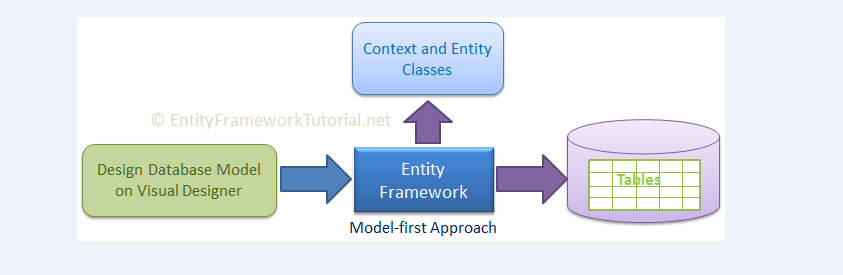 Context and Entity
Classes
© EntityFrameworkTutorial.net
Design Database Model
on Visual Designer
Entity
Framework
Tables
Model-first Approach